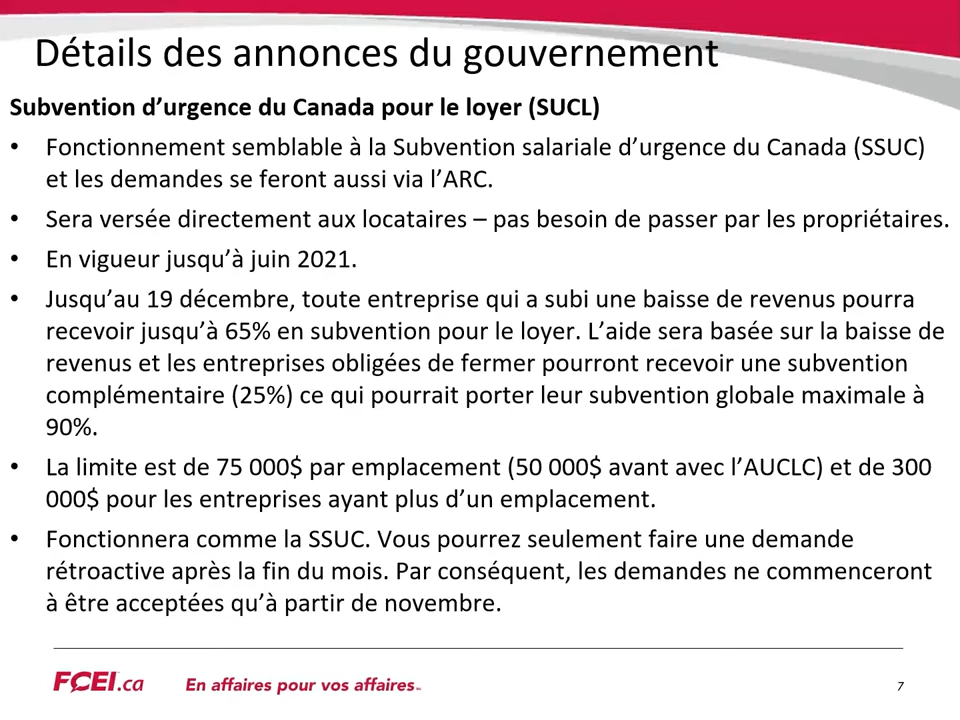 Détails des annonces du gouvernement
Subvention d’urgence du Canada pour le loyer (SUCL)
• Fonctionnement semblable à la Subvention salariale d’urgence du Canada (SSUC)
et les demandes se feront aussi via l’ARC.
• Sera versée directement aux locataires – pas besoin de passer par les propriétaires.
• En vigueur jusqu’à juin 2021.
• Jusqu’au 19 décembre, toute entreprise qui a subi une baisse de revenus pourra
recevoir jusqu’à 65% en subvention pour le loyer. L’aide sera basée sur la baisse de
revenus et les entreprises obligées de fermer pourront recevoir une subvention
complémentaire (25%) ce qui pourrait porter leur subvention globale maximale à
90%.
• La limite est de 75 000$ par emplacement (50 000$ avant avec l’AUCLC) et de 300
000$ pour les entreprises ayant plus d’un emplacement.
• Fonctionnera comme la SSUC. Vous pourrez seulement faire une demande
rétroactive après la fin du mois. Par conséquent, les demandes ne commenceront
à être acceptées qu’à partir de novembre.
FCEI.ca En affaires pour vos affaires. 7